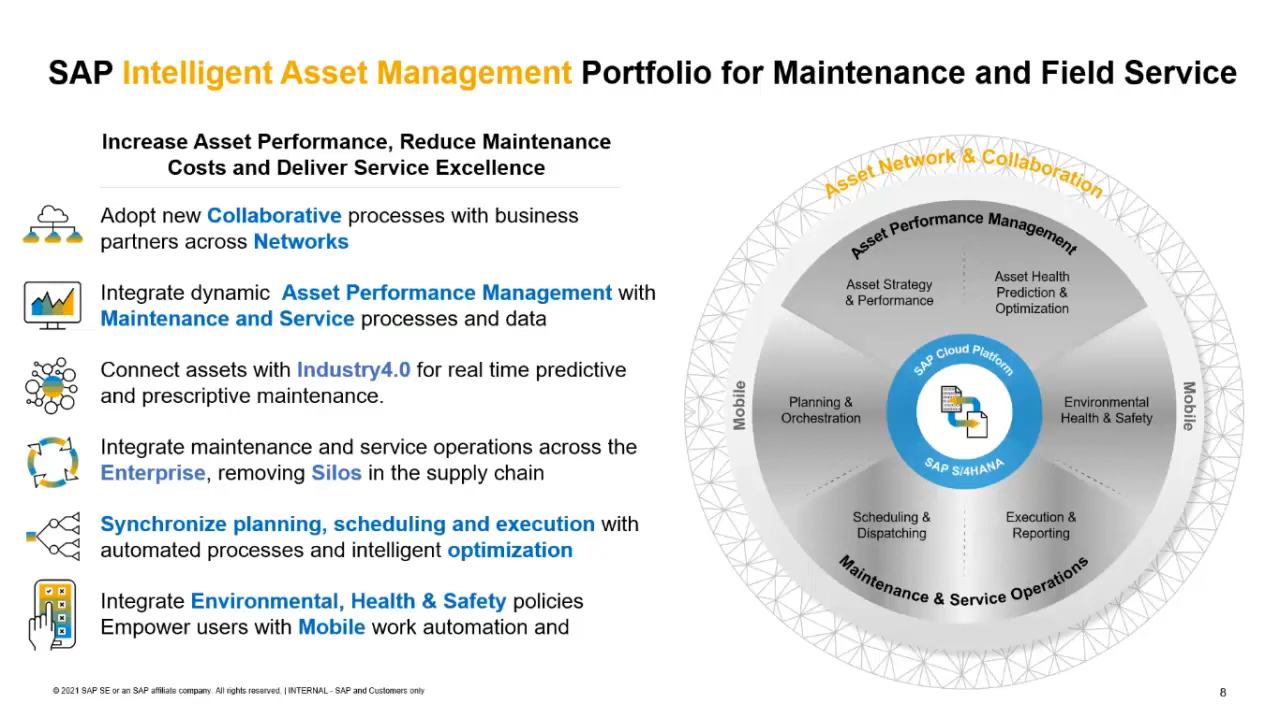 SAP Intelligent Asset Management Portfolio for Maintenance and Field Service
Increase Asset Performance, Reduce Maintenance
Costs and Deliver Service Excellence
Adopt new Collaborative processes with business
partners across Networks
Integrate dynamic Asset Performance Management with
Maintenance and Service processes and data
Connect assets with Industry4.0 for real time predictive
and prescriptive maintenance.
Integrate maintenance and service operations across the
Enterprise, removing Silos in the supply chain
Synchronize planning, scheduling and execution with
automated processes and intelligent optimization
Integrate Environmental, Health & Safety policies
Empower users with Mobile work automation and
Asset Network & Collaboration
Asset Performance Management
Asset Strategy
& Performance
Asset Health
Prediction &
Optimization
SAP Cloud Platform
Mobile
Planning &
Orchestration
Environmental
Health & Safety
Mobile
SAP S/4HANA
Scheduling &
Dispatching
Execution &
Reporting
Maintenance & Service Operations
© 2021 SAP SE or an SAP affiliate company. All rights reserved. | INTERNAL - SAP and Customers only
8